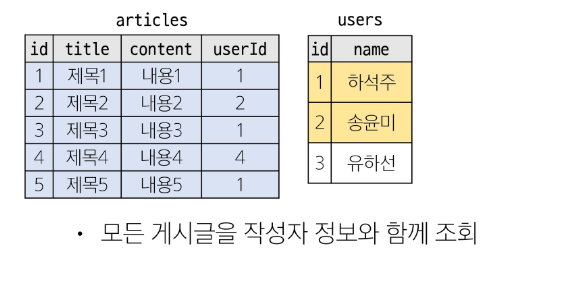 articles
id title content userId
1 제목1 내용1 1
2 제목2 내용2 2
3 제목3 내용3 1
4 제목4 내용4 4
5 제목5 내용5 1
users
id name
1 하석주
2 송윤미
3 유하선
• 모든 게시글을 작성자 정보와 함께 조회